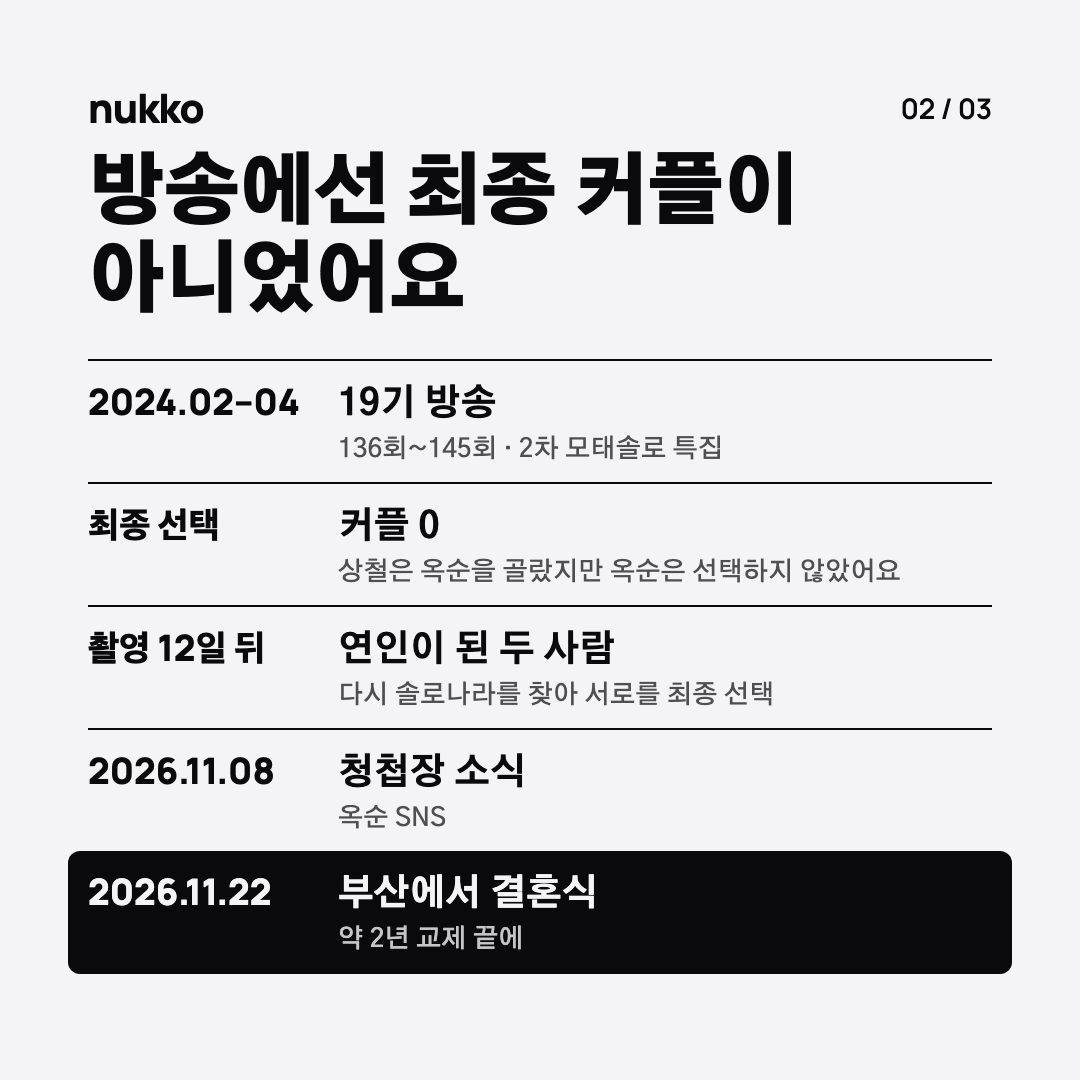 nukko
02 / 03
방송에선 최종 커플이
아니었어요
2024.02–04
19기 방송
136회~145회 · 2차 모태솔로 특집
최종 선택
커플 0
상철은 옥순을 골랐지만 옥순은 선택하지 않았어요
촬영 12일 뒤
연인이 된 두 사람
다시 솔로나라를 찾아 서로를 최종 선택
2026.11.08
청첩장 소식
옥순 SNS
2026.11.22
부산에서 결혼식
약 2년 교제 끝에